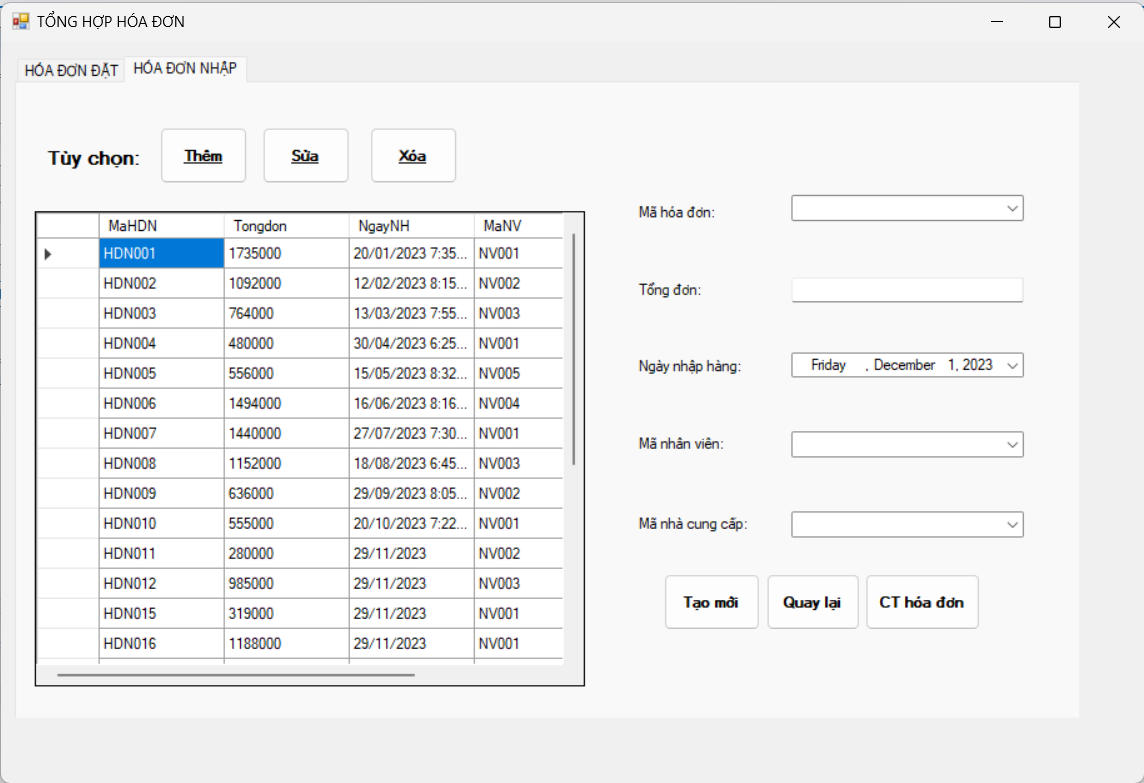 TỔNG HỢP HÓA ĐƠN
HÓA ĐƠN ĐẶT HÓA ĐƠN NHẬP
Tùy chọn: Thêm Sửa Xóa
MaHDN Tongdon NgayNH MaNV
HDN001 1735000 20/01/2023 7:35... NV001
HDN002 1092000 12/02/2023 8:15... NV002
HDN003 764000 13/03/2023 7:55... NV003
HDN004 480000 30/04/2023 6:25... NV001
HDN005 556000 15/05/2023 8:32... NV005
HDN006 1494000 16/06/2023 8:16... NV004
HDN007 1440000 27/07/2023 7:30... NV001
HDN008 1152000 18/08/2023 6:45... NV003
HDN009 636000 29/09/2023 8:05... NV002
HDN010 555000 20/10/2023 7:22... NV001
HDN011 280000 29/11/2023 NV002
HDN012 985000 29/11/2023 NV003
HDN015 319000 29/11/2023 NV001
HDN016 1188000 29/11/2023 NV001
Mã hóa đơn:
Tổng đơn:
Ngày nhập hàng: Friday , December 1, 2023
Mã nhân viên:
Mã nhà cung cấp:
Tạo mới Quay lại CT hóa đơn